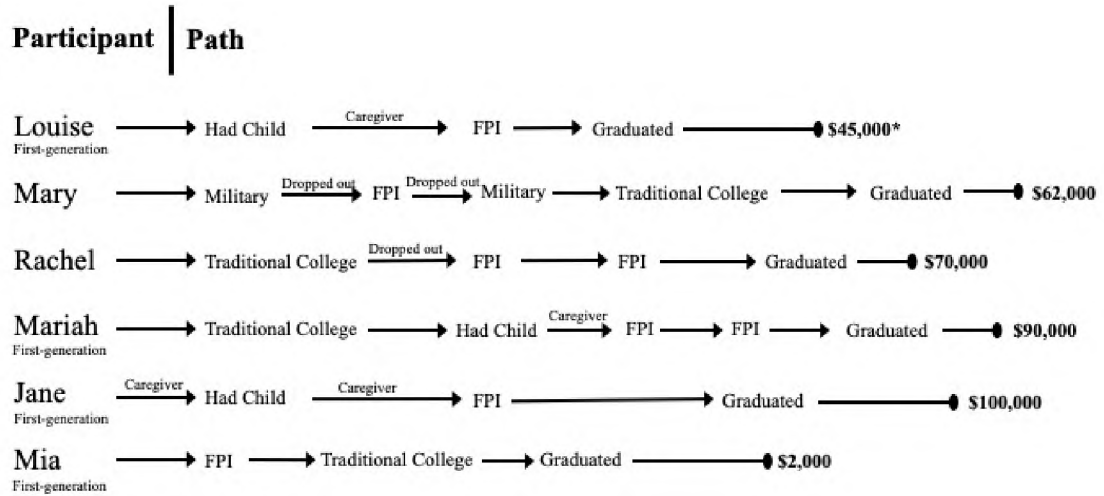 Participant | Path
Caregiver
Louise Had Child FPI Graduated $45,000*
First-generation
Dropped out Dropped out
Mary Military FPI Military Traditional College Graduated $62,000
Dropped out
Rachel Traditional College FPI FPI Graduated $70,000
Caregiver
Mariah Traditional College Had Child FPI FPI Graduated $90,000
First-generation
Caregiver Caregiver
Jane Had Child FPI Graduated $100,000
First-generation
Mia FPI Traditional College Graduated $2,000
First-generation